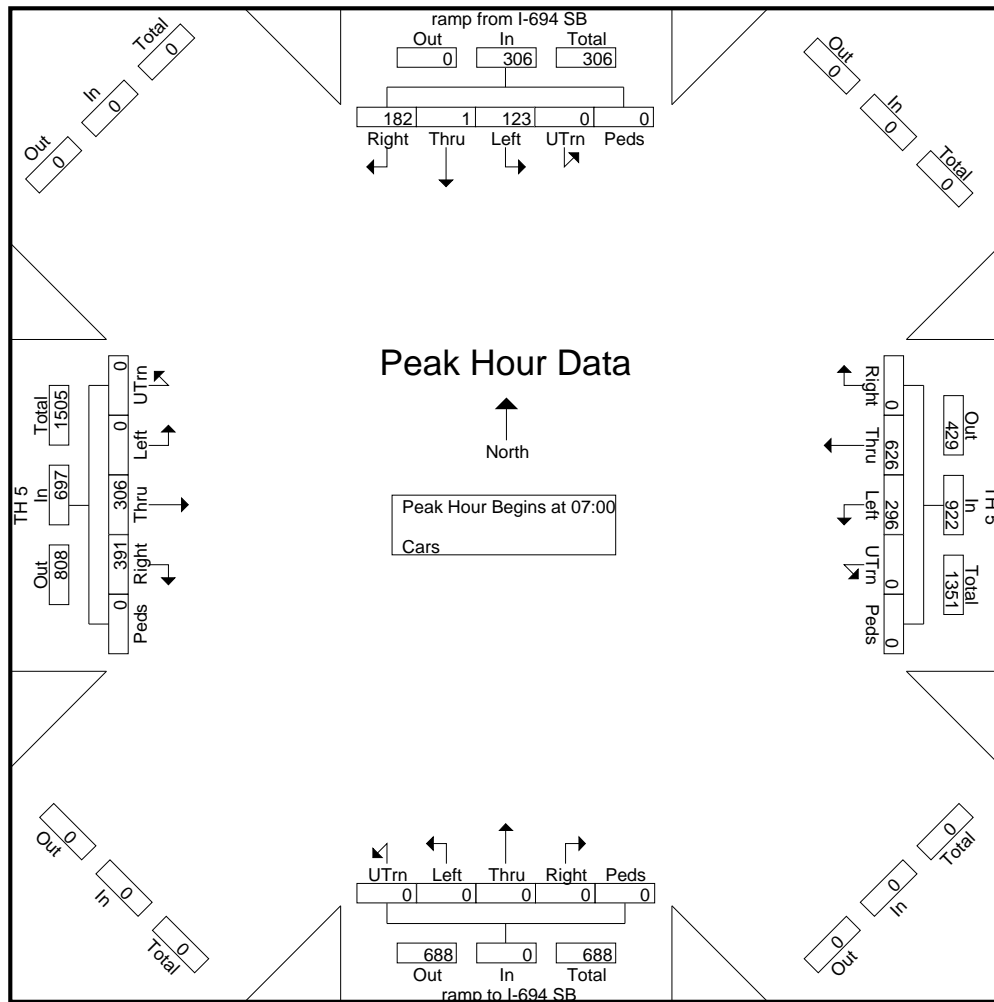 ramp from I-694 SB
Out In Total
0 306 306
182 1 123 0 0
Right Thru Left UTrn Peds
Total 0
In 0
Out 0
Out 0
In 0
Total 0
Peak Hour Data
North
Peak Hour Begins at 07:00
Cars
TH 5
Total 1505
In 697
Out 808
0 UTrn
0 Left
306 Thru
391 Right
0 Peds
Right 0
Thru 626
Left 296
UTrn 0
Peds 0
Out 429
In 922
Total 1351
TH 5
Out 0
In 0
Total 0
Total 0
In 0
Out 0
UTrn Left Thru Right Peds
0 0 0 0 0
688 0 688
Out In Total
ramp to I-694 SB